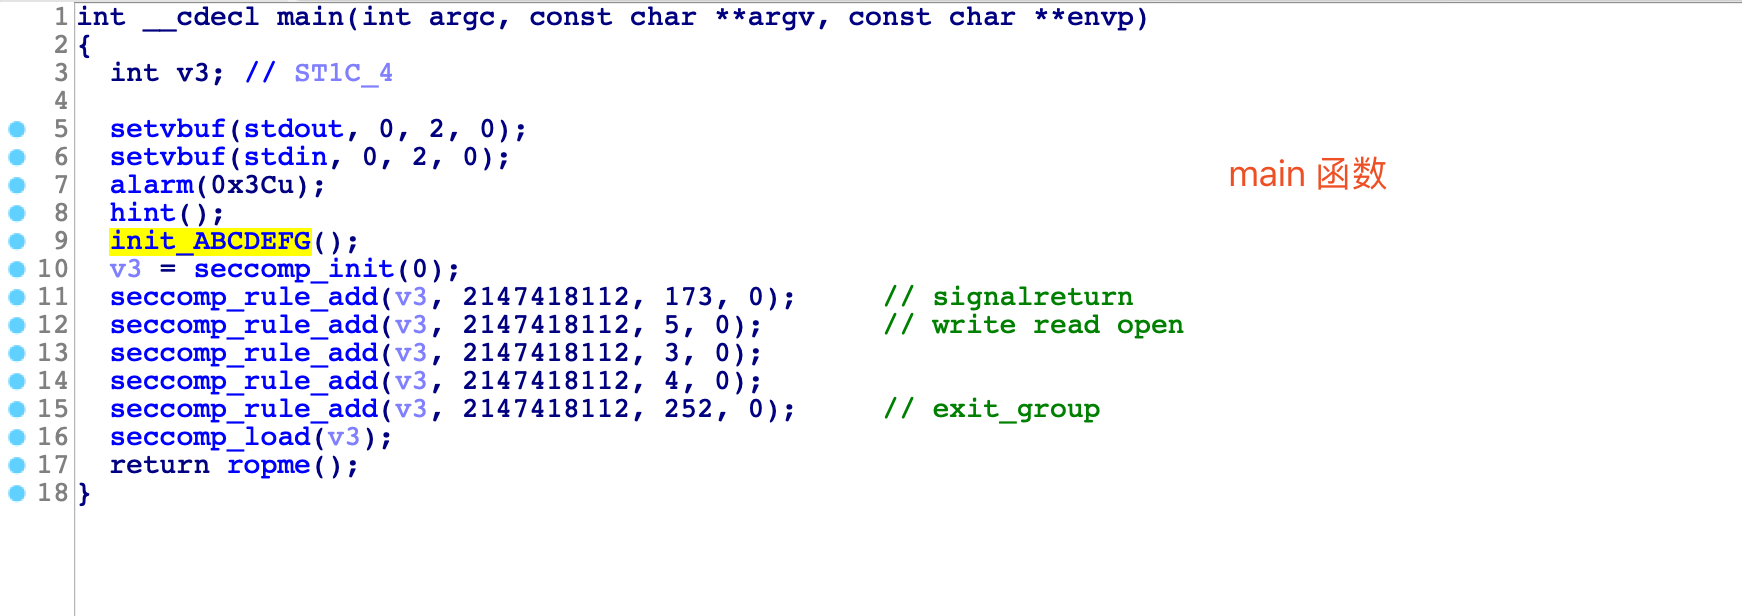 1 int __cdecl main(int argc, const char **argv, const char **envp)
2 {
3   int v3; // ST1C_4
4
5   setvbuf(stdout, 0, 2, 0);
6   setvbuf(stdin, 0, 2, 0);
main 函数
7   alarm(0x3Cu);
8   hint();
9   init_ABCDEFG();
10   v3 = seccomp_init(0);
11   seccomp_rule_add(v3, 2147418112, 173, 0);     // signalreturn
12   seccomp_rule_add(v3, 2147418112, 5, 0);       // write read open
13   seccomp_rule_add(v3, 2147418112, 3, 0);
14   seccomp_rule_add(v3, 2147418112, 4, 0);
15   seccomp_rule_add(v3, 2147418112, 252, 0);     // exit_group
16   seccomp_load(v3);
17   return ropme();
18 }